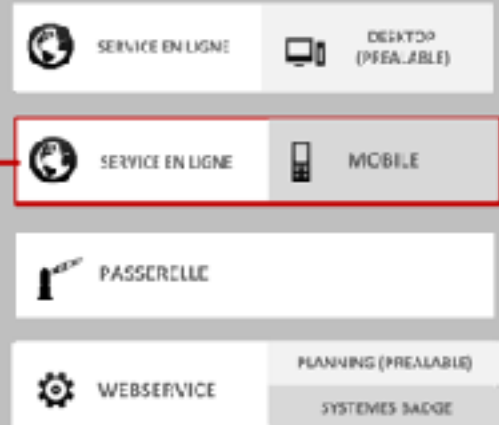 SERVICE EN LIGNE
DESKTOP
(PREALABLE)
SERVICE EN LIGNE
MOBILE
PASSERELLE
WEBSERVICE
PLANNING (PREALABLE)
SYSTEMES BADGE